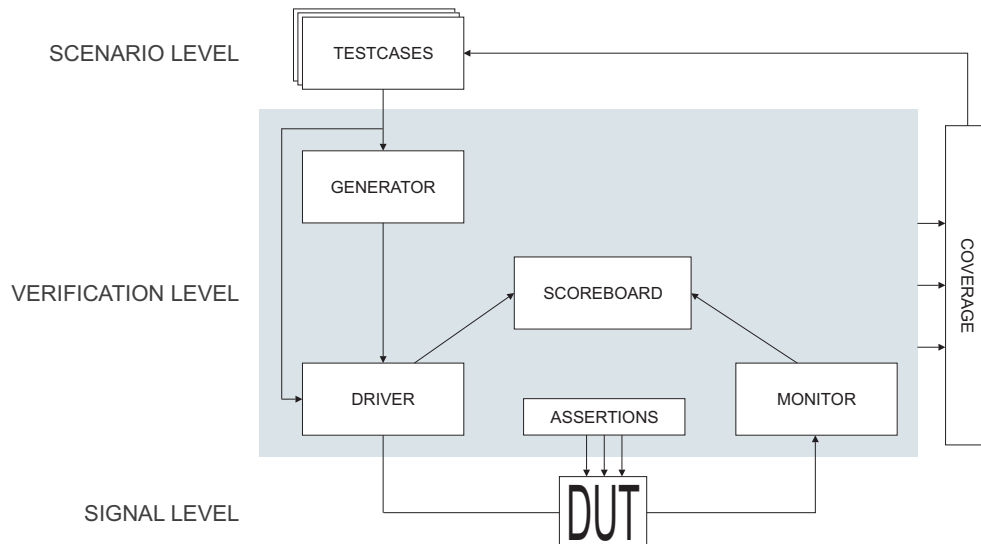 SCENARIO LEVEL
TESTCASES
GENERATOR
VERIFICATION LEVEL
SCOREBOARD
COVERAGE
DRIVER
ASSERTIONS
MONITOR
SIGNAL LEVEL
DUT